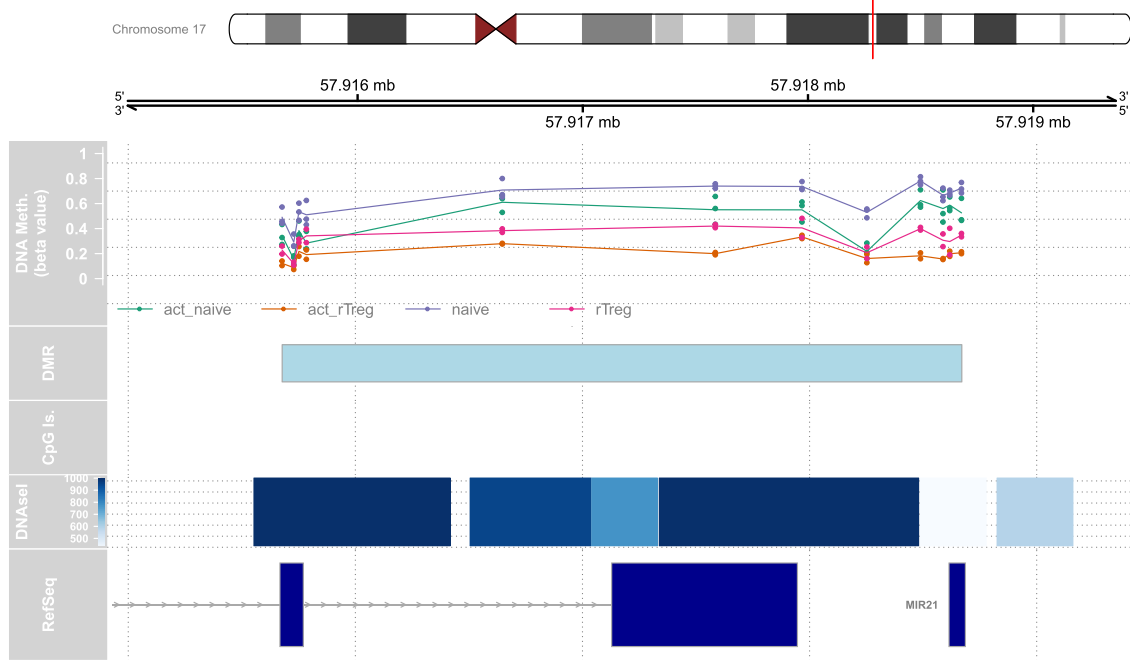 Chromosome 17
57.916 mb
57.918 mb
5'
3'
3'
5'
57.917 mb
57.919 mb
DNA Meth.
(beta value)
1
0.8
0.6
0.4
0.2
0
act_naive
act_rTreg
naive
rTreg
DMR
CpG Is.
DNAseI
1000
900
800
700
600
500
RefSeq
MIR21